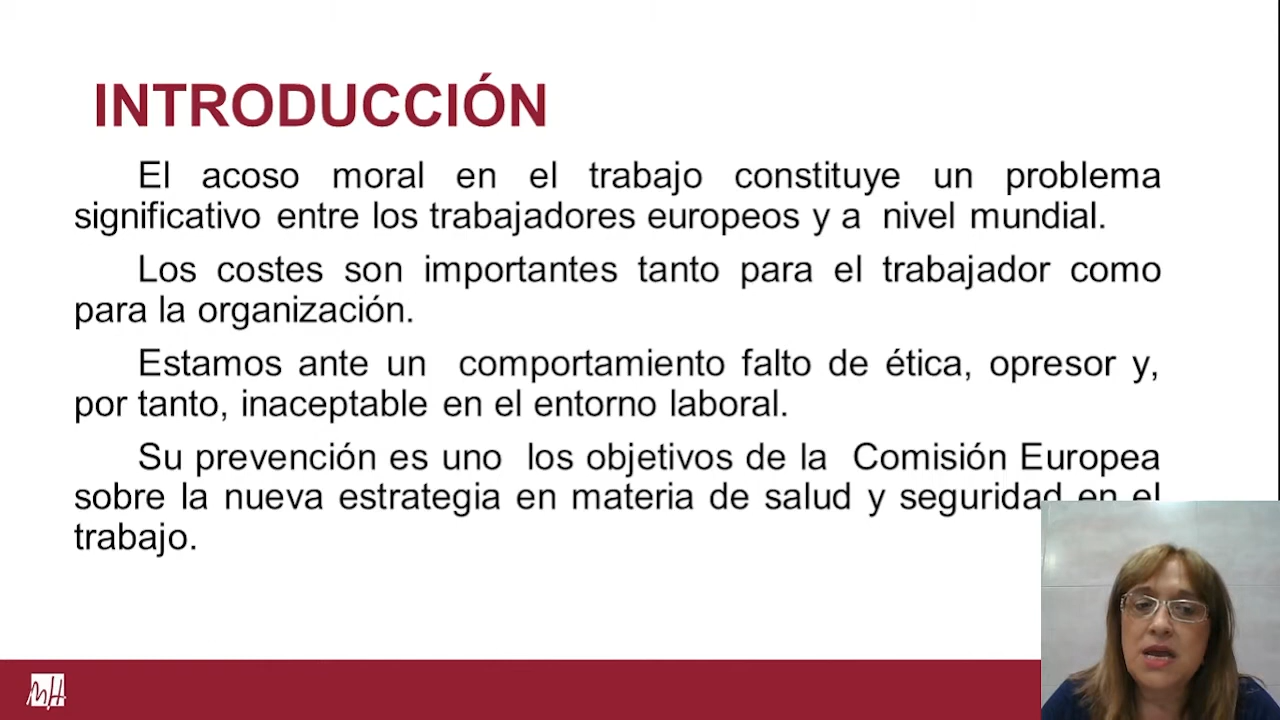 INTRODUCCIÓN
El acoso moral en el trabajo constituye un problema
significativo entre los trabajadores europeos y a nivel mundial.
Los costes son importantes tanto para el trabajador como
para la organización.
Estamos ante un comportamiento falto de ética, opresor y,
por tanto, inaceptable en el entorno laboral.
Su prevención es uno los objetivos de la Comisión Europea
sobre la nueva estrategia en materia de salud y seguridad en el
trabajo.